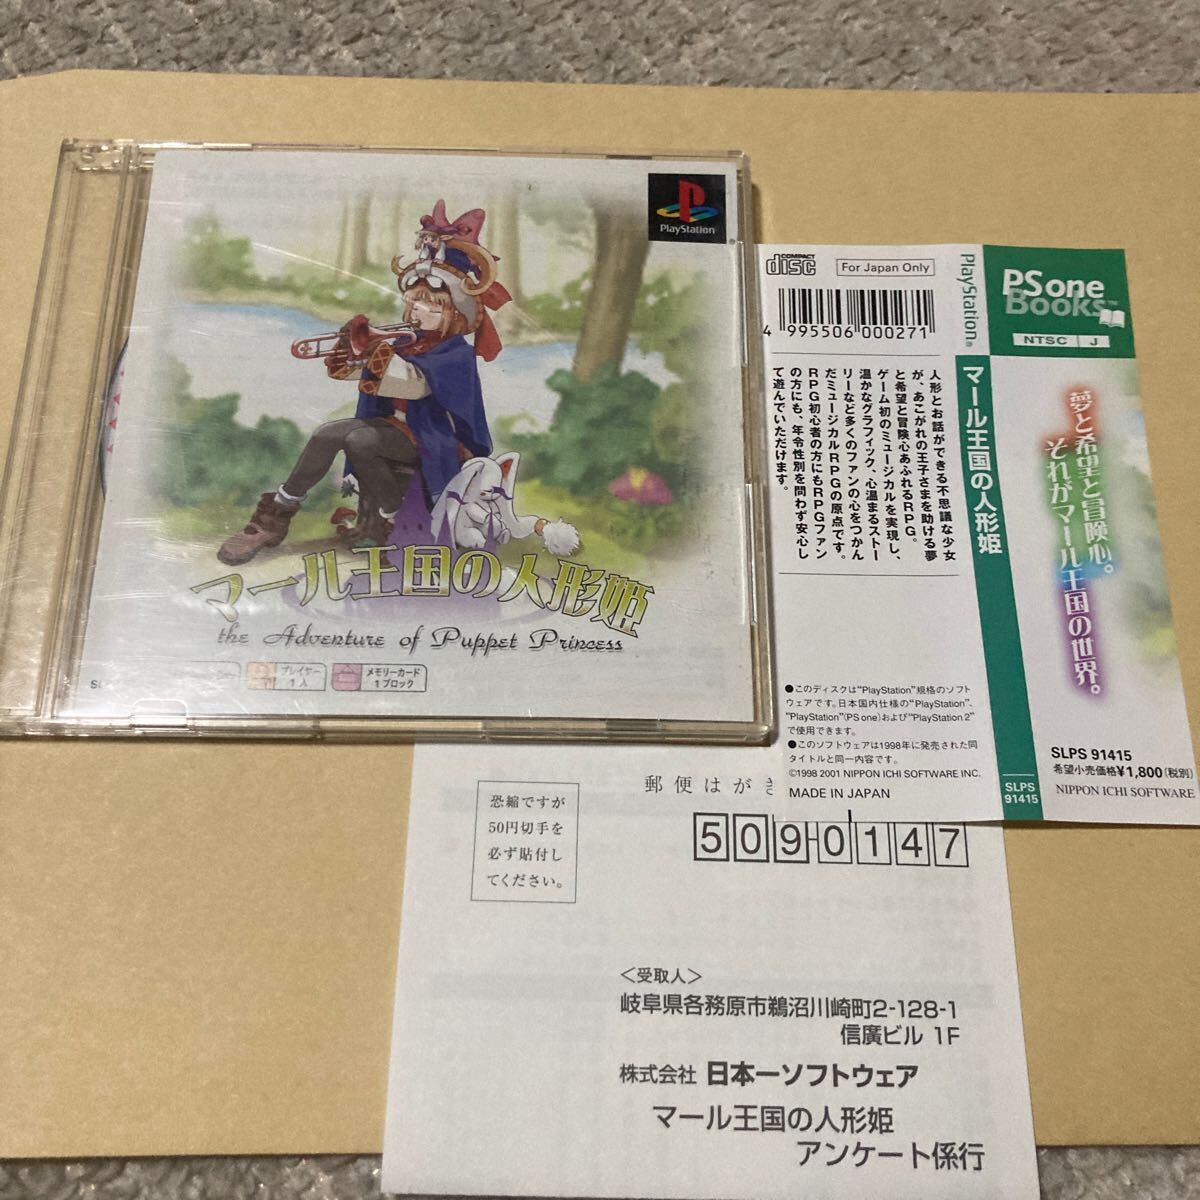 PlayStation
マール王国の人形姫
the Adventure of Puppet Princess
プレイヤー
1人
メモリーカード
1ブロック
COMPACT
disc
For Japan Only
4 995506 000271
人形とお話ができる不思議な少女
が、あこがれの王子さまを助ける夢
と希望と冒険心あふれるRPG。
ゲーム初のミュージカルを実現し、
温かなグラフィック、心温まるストー
リーなど多くのファンの心をつかん
だミュージカルRPGの原点です。
RPG初心者の方にもRPGファン
の方にも、年令性別を問わず安心し
て遊んでいただけます。
●このディスクは"PlayStation"規格のソフト
ウェアです。日本国内仕様の"PlayStation"、
"PlayStation"(PS one)および"PlayStation 2"
で使用できます。
●このソフトウェアは1998年に発売された同
タイトルと同一内容です。
©1998 2001 NIPPON ICHI SOFTWARE INC.
MADE IN JAPAN
PlayStation®
マール王国の人形姫
SLPS
91415
PS one
Books™
NTSC J
夢と希望と冒険心。
それがマール王国の世界。
SLPS 91415
希望小売価格¥1,800(税別)
NIPPON ICHI SOFTWARE
郵便はがき
恐縮ですが
50円切手を
必ず貼付し
てください。
5090147
＜受取人＞
岐阜県各務原市鵜沼川崎町2-128-1
信廣ビル 1F
株式会社 日本一ソフトウェア
マール王国の人形姫
アンケート係行